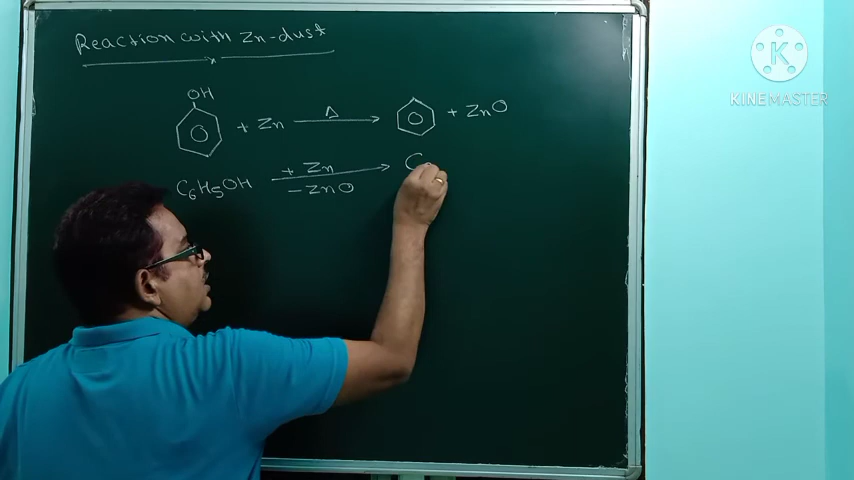 Reaction with Zn-dust
OH
+ Zn Δ + ZnO
C6H5OH + Zn C
- ZnO
K
KINEMASTER